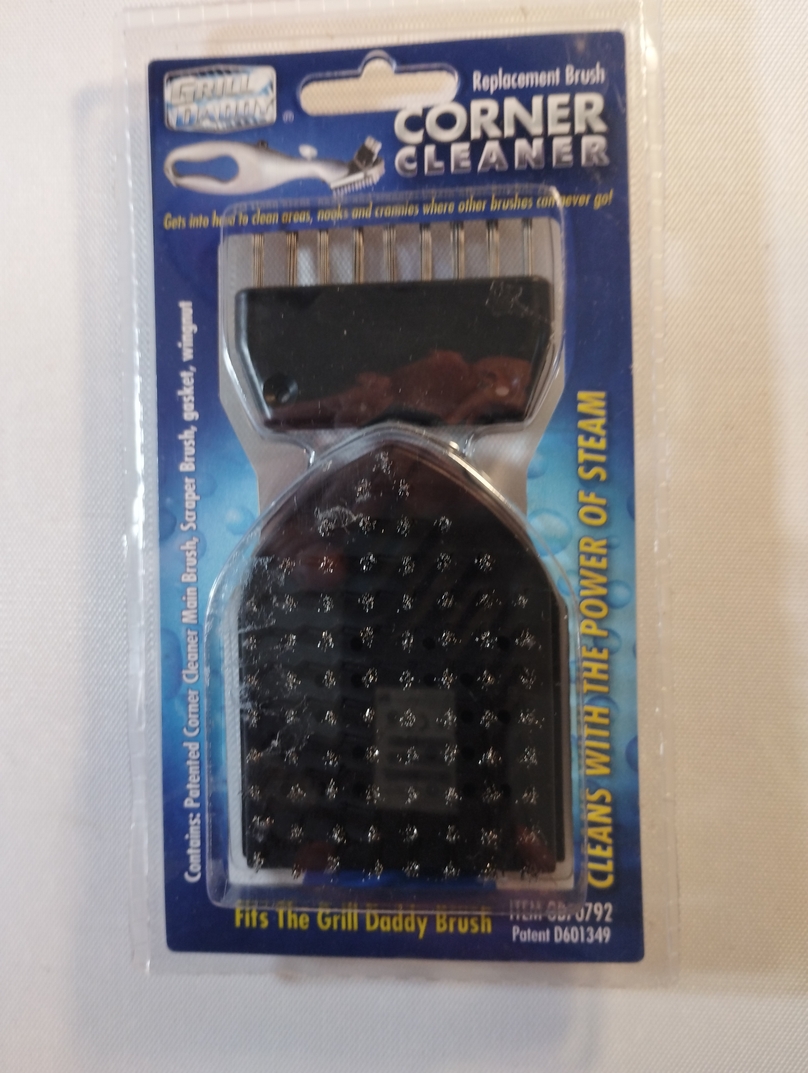 GRILL
DADDY ®
Replacement Brush
CORNER
CLEANER
Gets into hard to clean areas, nooks and crannies where other brushes can never go!
Contains: Patented Corner Cleaner Main Brush, Scraper Brush, gasket, wingnut
CLEANS WITH THE POWER OF STEAM
Fits The Grill Daddy Brush
ITEM
Patent D601349